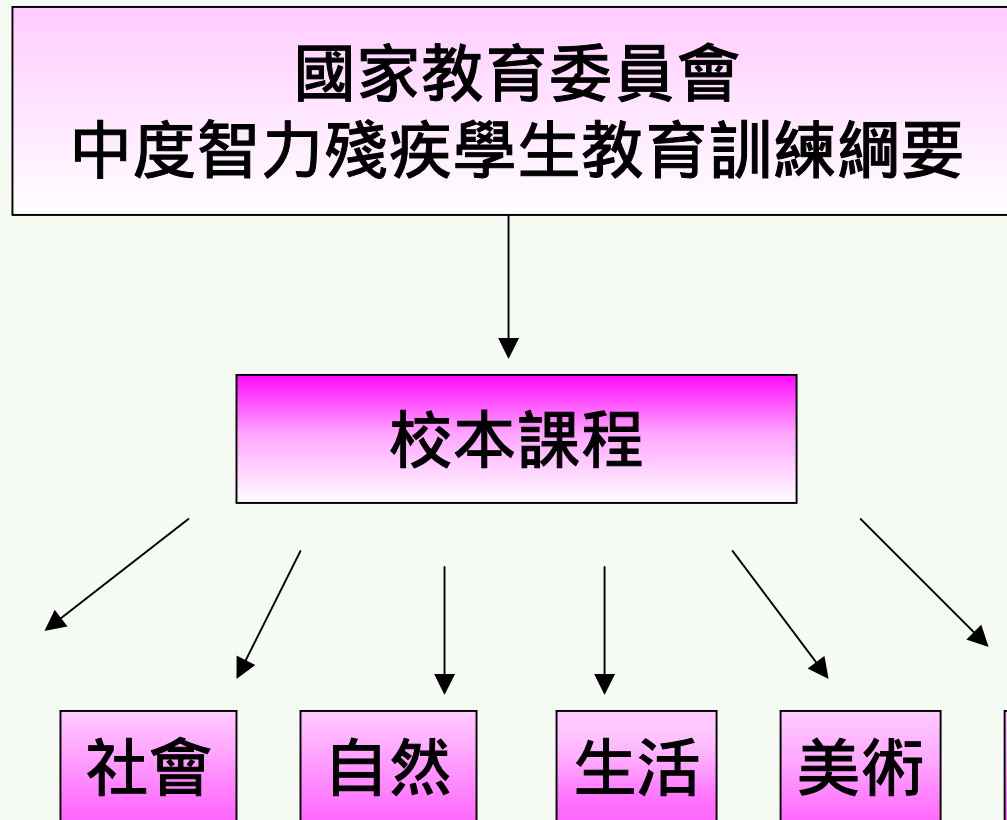 國家教育委員會
中度智力殘疾學生教育訓練綱要
校本課程
社會
自然
生活
美術